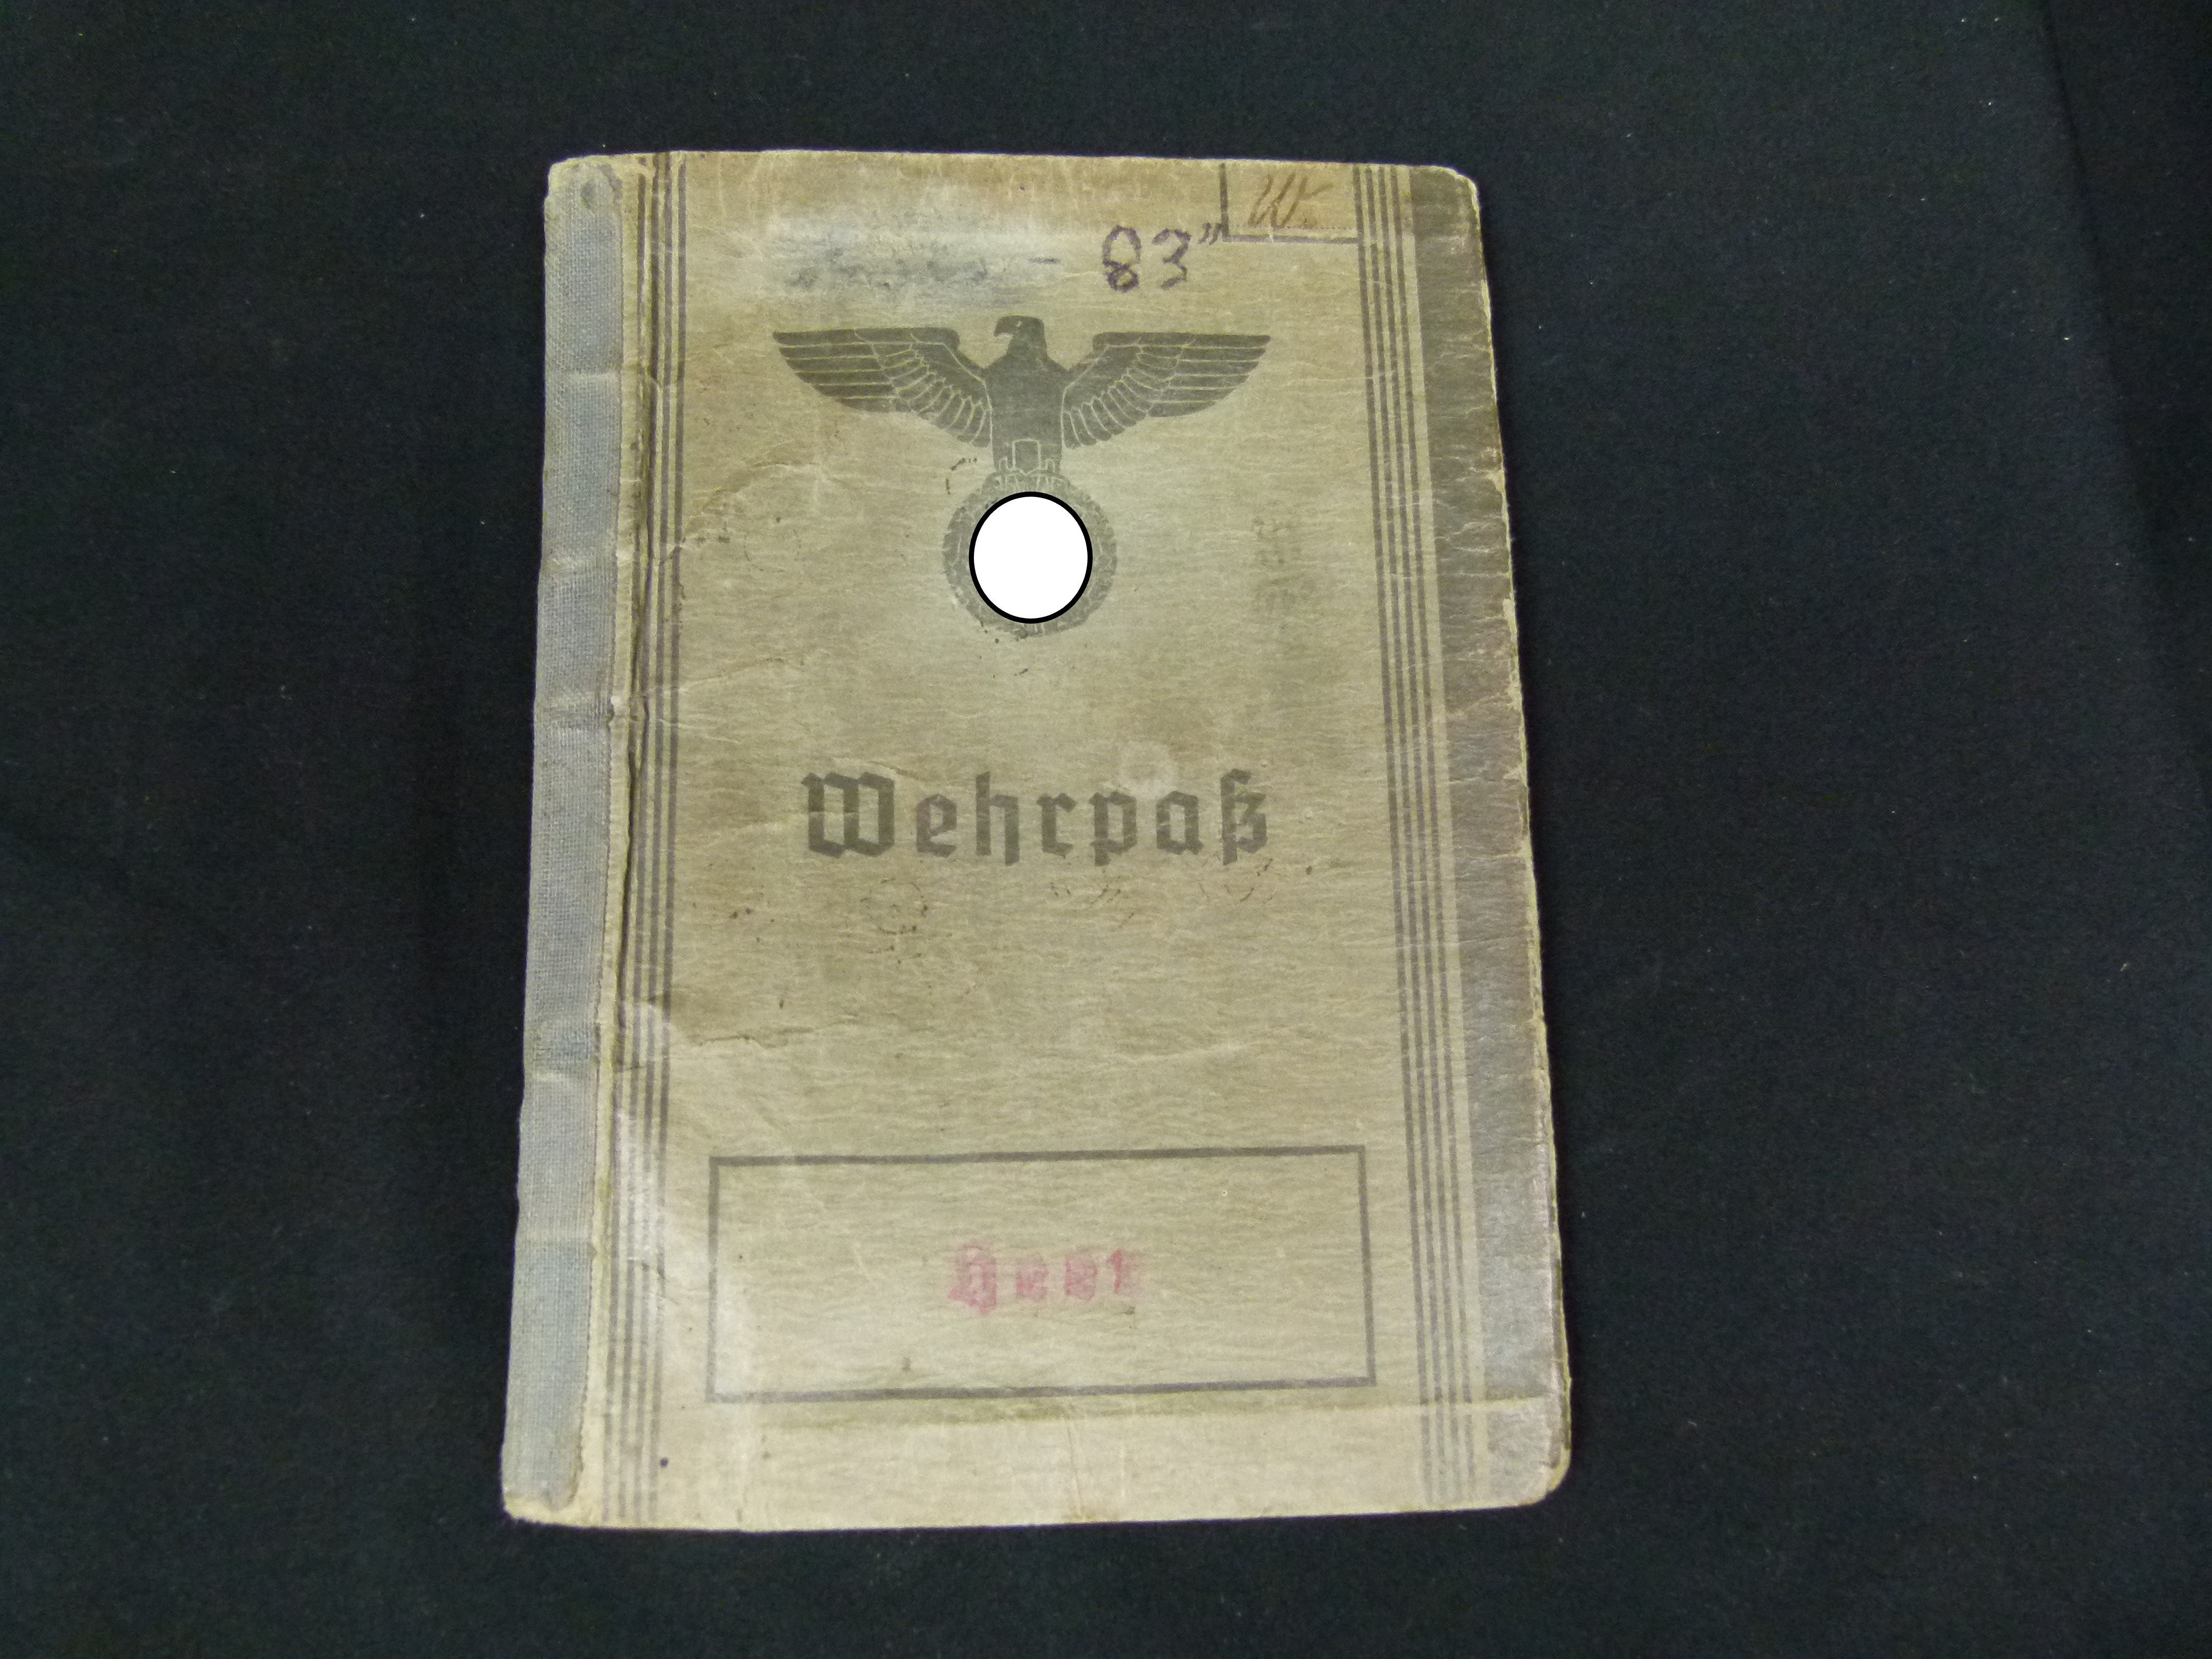 W.
- 83"
Wehrpaß
Heer